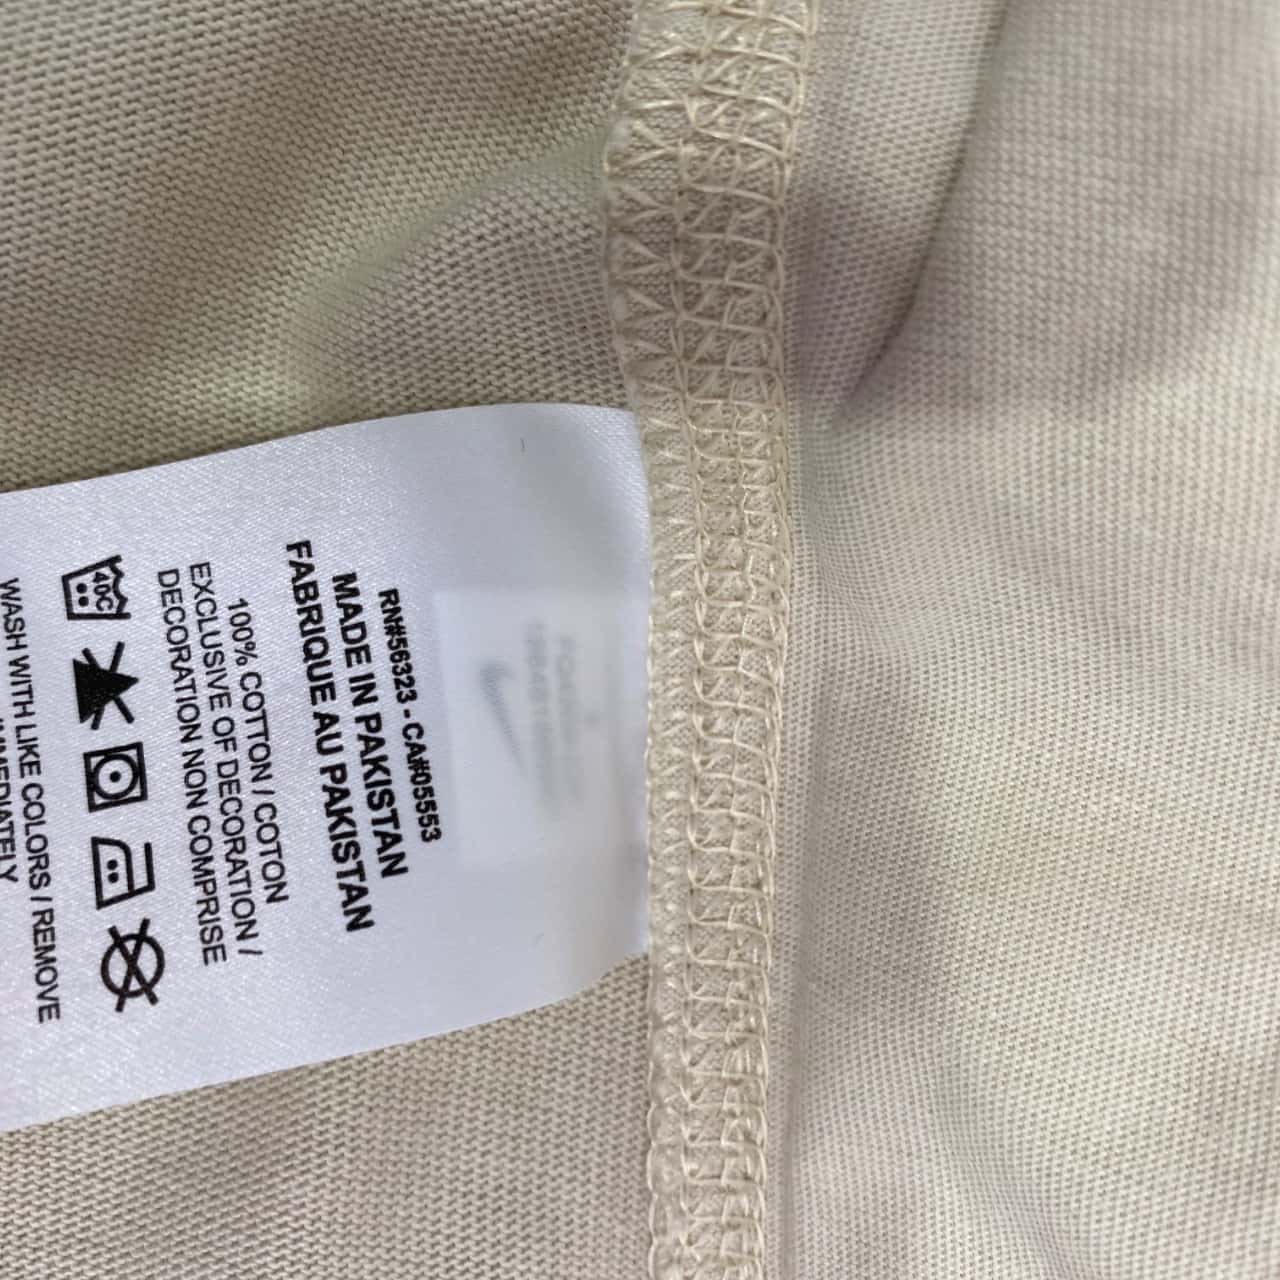 RN#56323 - CA#05553
MADE IN PAKISTAN
FABRIQUE AU PAKISTAN
100% COTTON / COTON
EXCLUSIVE OF DECORATION /
DECORATION NON COMPRISE
40C
WASH WITH LIKE COLORS / REMOVE